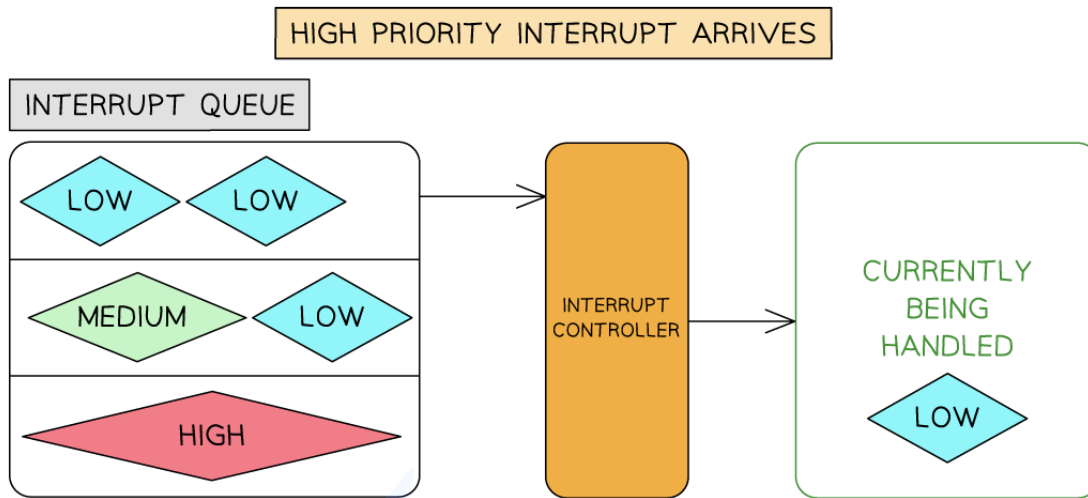 HIGH PRIORITY INTERRUPT ARRIVES
INTERRUPT QUEUE
LOW LOW
MEDIUM LOW
HIGH
INTERRUPT
CONTROLLER
CURRENTLY
BEING
HANDLED
LOW